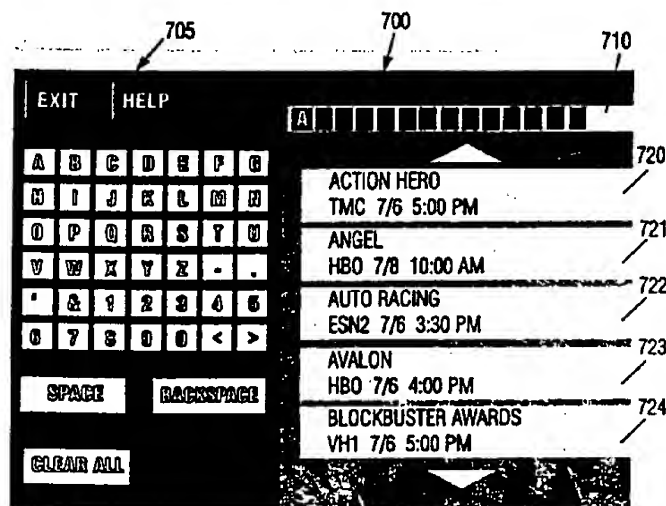 705
700
710
EXIT HELP
A
A B C D E F G
H I J K L M N
O P Q R S T U
V W X Y Z - .
' & 1 2 3 4 5
6 7 8 9 0 < >
SPACE BACKSPACE
CLEAR ALL
720
ACTION HERO
TMC 7/6 5:00 PM
721
ANGEL
HBO 7/8 10:00 AM
722
AUTO RACING
ESN2 7/6 3:30 PM
723
AVALON
HBO 7/6 4:00 PM
724
BLOCKBUSTER AWARDS
VH1 7/6 5:00 PM